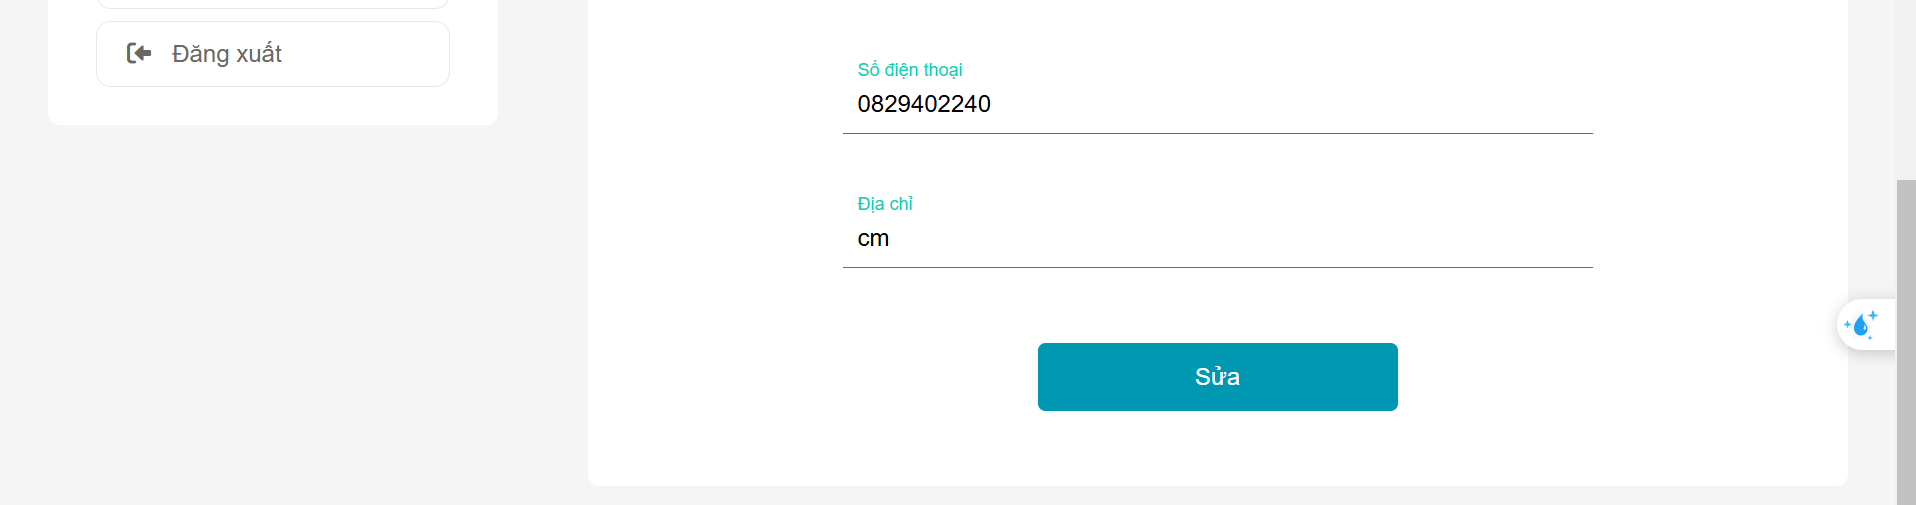 Đăng xuất
Số điện thoại
0829402240
Địa chỉ
cm
Sửa